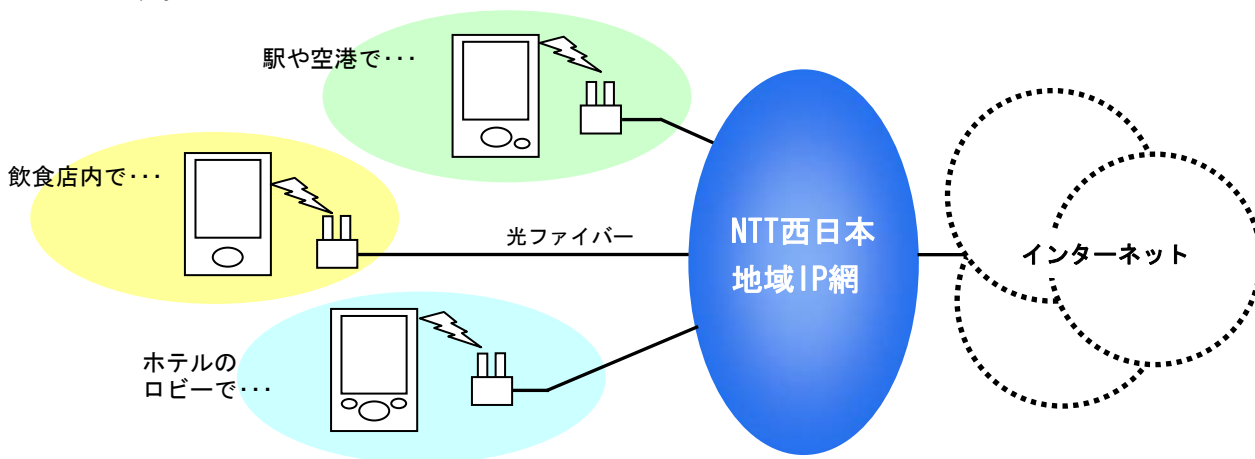 駅や空港で･･･
飲食店内で･･･
光ファイバー
NTT西日本
地域IP網
インターネット
ホテルの
ロビーで･･･